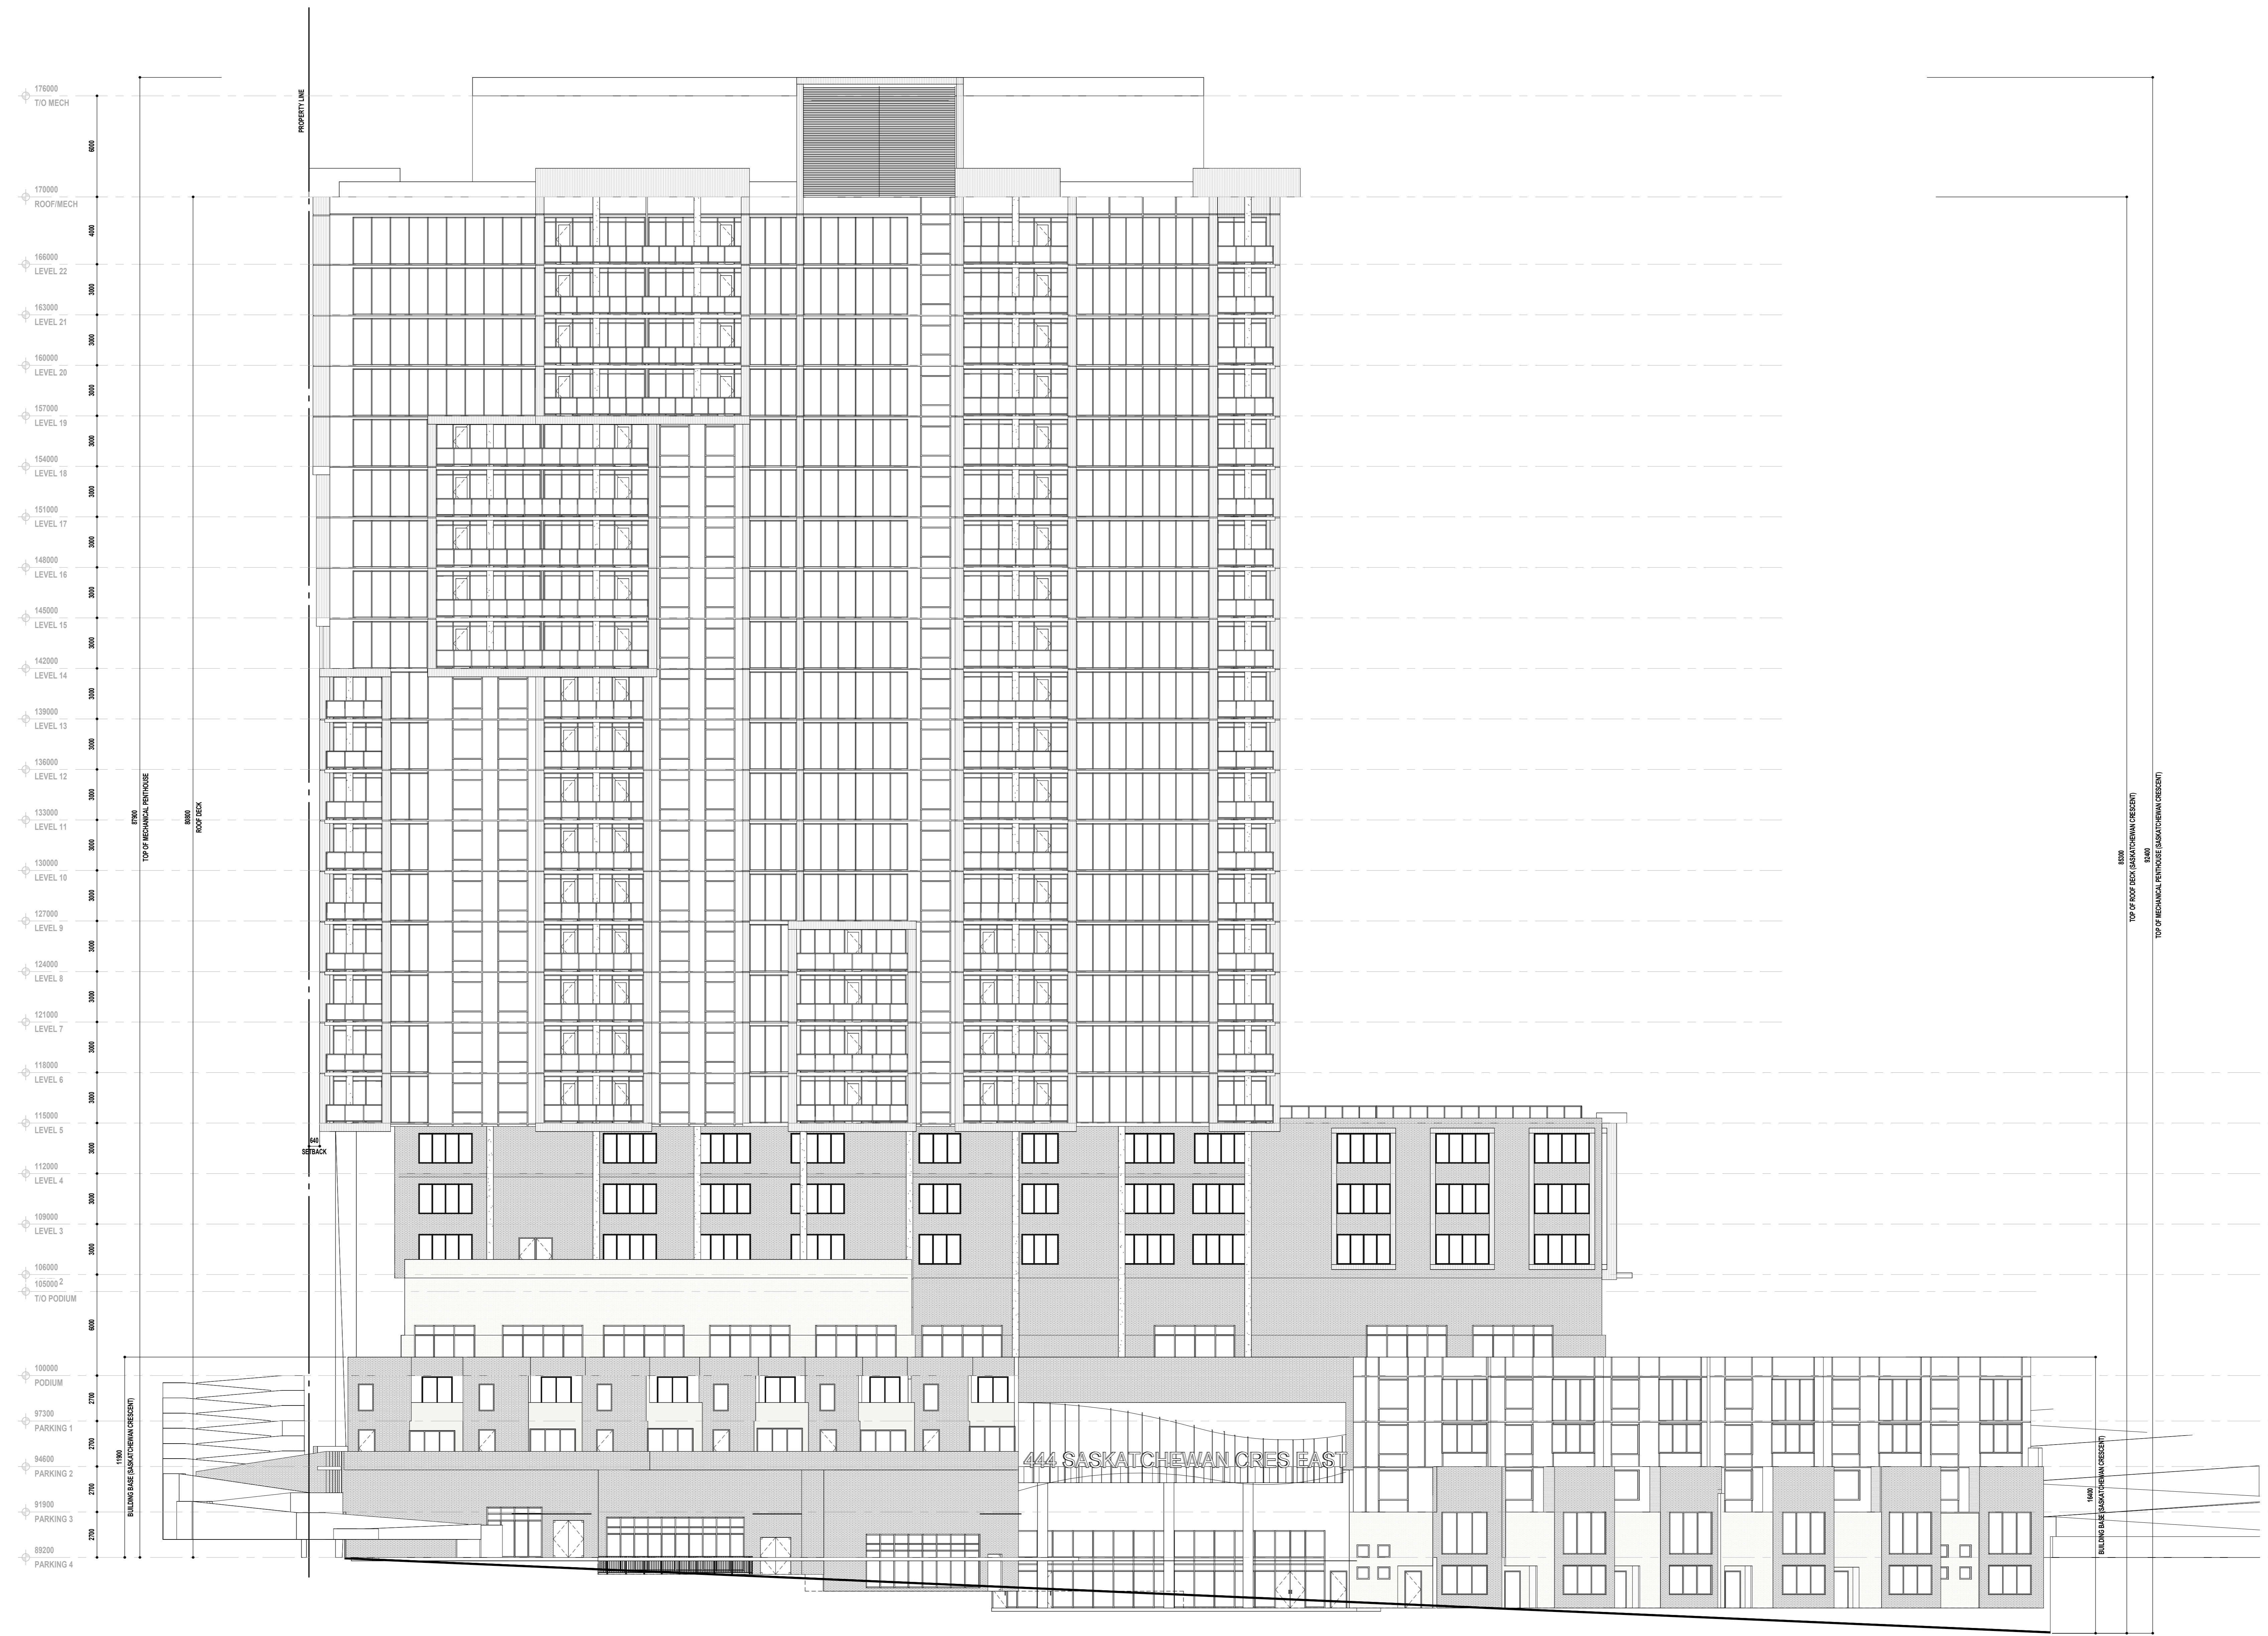 176000
T/O MECH
6000
170000
ROOF/MECH
4000
166000
LEVEL 22
3000
163000
LEVEL 21
3000
160000
LEVEL 20
3000
157000
LEVEL 19
3000
154000
LEVEL 18
3000
151000
LEVEL 17
3000
148000
LEVEL 16
3000
145000
LEVEL 15
3000
142000
LEVEL 14
3000
139000
LEVEL 13
3000
136000
LEVEL 12
3000
133000
LEVEL 11
3000
130000
LEVEL 10
3000
127000
LEVEL 9
3000
124000
LEVEL 8
3000
121000
LEVEL 7
3000
118000
LEVEL 6
3000
115000
LEVEL 5
3000
112000
LEVEL 4
3000
109000
LEVEL 3
3000
106000
2
105000
T/O PODIUM
6000
100000
PODIUM
2700
97300
PARKING 1
2700
94600
PARKING 2
2700
91900
PARKING 3
2700
89200
PARKING 4
11900
BUILDING BASE (SASKATCHEWAN CRESCENT)
87900
TOP OF MECHANICAL PENTHOUSE
80800
ROOF DECK
PROPERTY LINE
640
SETBACK
444 SASKATCHEWAN CRES EAST
16400
BUILDING BASE (SASKATCHEWAN CRESCENT)
85300
TOP OF ROOF DECK (SASKATCHEWAN CRESCENT)
92400
TOP OF MECHANICAL PENTHOUSE (SASKATCHEWAN CRESCENT)